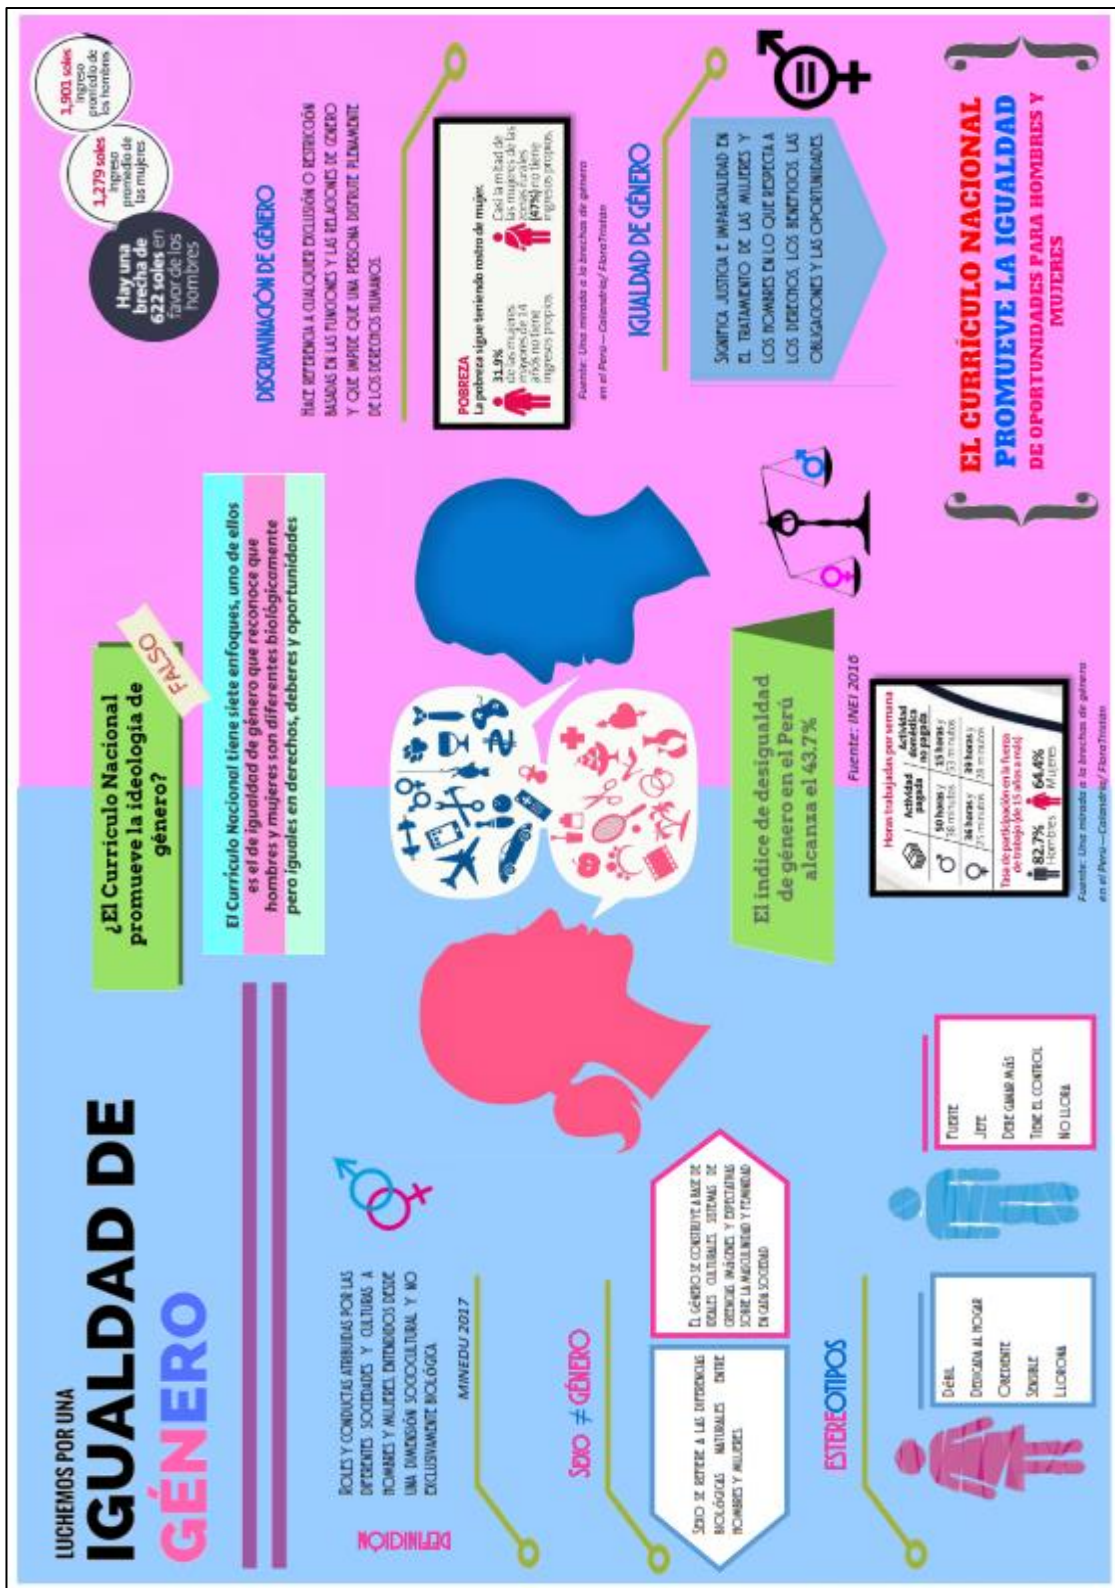 LUCHEMOS POR UNA
IGUALDAD DE
GÉNERO
DEFINICIÓN
ROLES Y CONDUCTAS ATRIBUIDAS POR LAS
DIFERENTES SOCIEDADES Y CULTURAS A
HOMBRES Y MUJERES, ENTENDIDOS DESDE
UNA DIMENSIÓN SOCIOCULTURAL Y NO
EXCLUSIVAMENTE BIOLÓGICA
MINEDU 2017
SEXO ≠ GÉNERO
SEXO SE REFIERE A LAS DIFERENCIAS
BIOLÓGICAS NATURALES ENTRE
HOMBRES Y MUJERES.
EL GÉNERO SE CONSTRUYE A BASE DE
IDEALES CULTURALES, SISTEMAS DE
CREENCIAS IMÁGENES Y EXPECTATIVAS
SOBRE LA MASCULINIDAD Y FEMINIDAD
EN CADA SOCIEDAD
ESTEREOTIPOS
DÉBIL
DEDICADA AL HOGAR
OBEDIENTE
SENSIBLE
LLORONA
FUERTE
JEFE
DEBE GANAR MÁS
TIENE EL CONTROL
NO LLORA
¿El Currículo Nacional
promueve la ideología de
género?
FALSO
El Currículo Nacional tiene siete enfoques, uno de ellos
es el de igualdad de género que reconoce que
hombres y mujeres son diferentes biológicamente
pero iguales en derechos, deberes y oportunidades
El índice de desigualdad
de género en el Perú
alcanza el 43.7%
Fuente: INEI 2016
Horas trabajadas por semana
Actividad pagada
Actividad doméstica no pagada
50 horas y
15 horas y
36 horas y
39 horas y
Tasa de participación en la fuerza
de trabajo (de 15 años a más)
82.7% Hombres
64.4% Mujeres
Fuente: Una mirada a la brechas de género
en el Perú—Calandria/ FloraTristán
Hay una
brecha de
622 soles en
favor de los
hombres
1,279 soles
Ingreso
promedio de
las mujeres
1,901 soles
Ingreso
promedio de
los hombres
DISCRIMINACIÓN DE GÉNERO
HACE REFERENCIA A CUALQUIER EXCLUSIÓN O RESTRICCIÓN
BASADAS EN LAS FUNCIONES Y LAS RELACIONES DE GÉNERO
Y QUE IMPIDE QUE UNA PERSONA DISFRUTE PLENAMENTE
DE LOS DERECHOS HUMANOS.
POBREZA
La pobreza sigue teniendo rostro de mujer.
31.9%
de las mujeres
mayores de 14
años no tiene
ingresos propios.
Casi la mitad de
las mujeres de las
zonas rurales
(47%) no tiene
ingresos propios.
Fuente: Una mirada a la brechas de género
en el Perú—Calandria/ FloraTristán
IGUALDAD DE GÉNERO
SIGNIFICA JUSTICIA E IMPARCIALIDAD EN
EL TRATAMIENTO DE LAS MUJERES Y
LOS HOMBRES EN LO QUE RESPECTA A
LOS DERECHOS, LOS BENEFICIOS, LAS
OBLIGACIONES Y LAS OPORTUNIDADES.
EL CURRÍCULO NACIONAL
PROMUEVE LA IGUALDAD
DE OPORTUNIDADES PARA HOMBRES Y
MUJERES